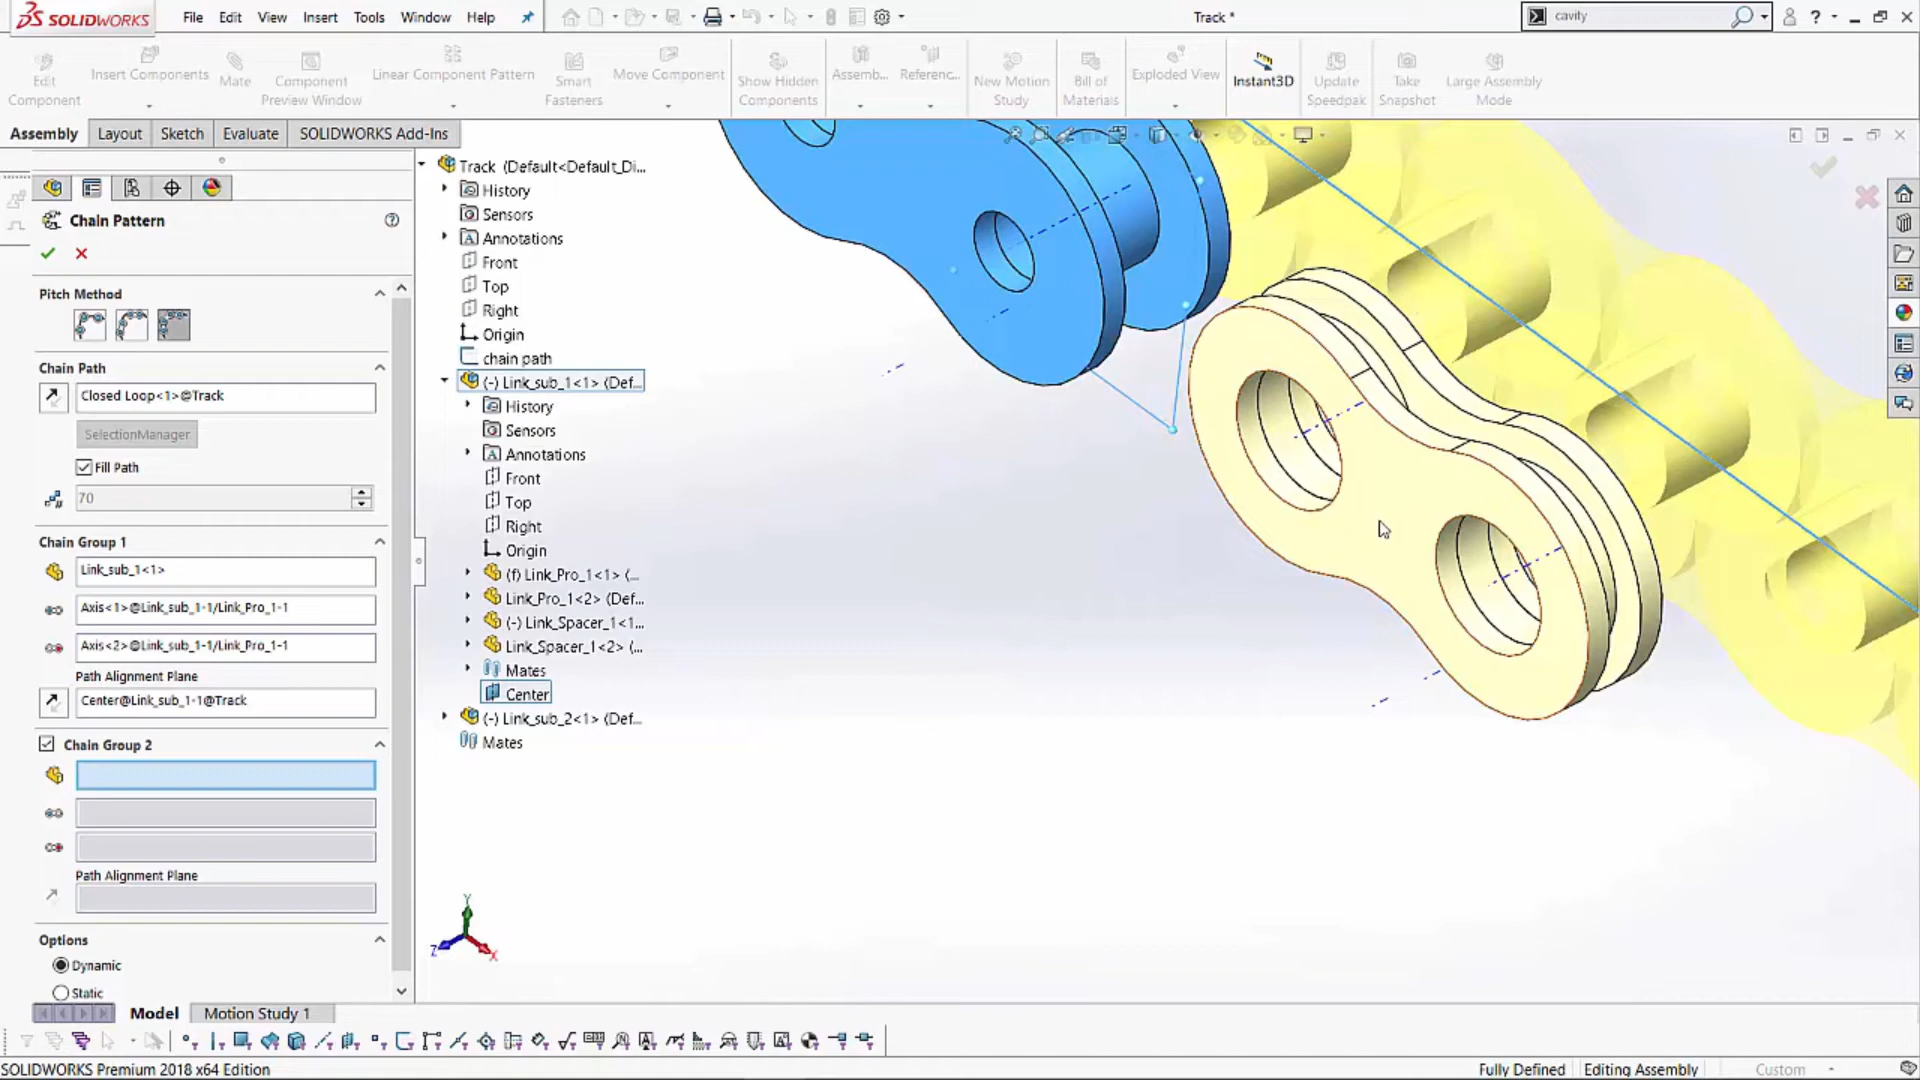 SOLIDWORKS File Edit View Insert Tools Window Help Track * cavity
Edit Component
Insert Components
Mate
Component Preview Window
Linear Component Pattern
Smart Fasteners
Move Component
Show Hidden Components
Assemb...
Referenc...
New Motion Study
Bill of Materials
Exploded View
Instant3D
Update Speedpak
Take Snapshot
Large Assembly Mode
Assembly Layout Sketch Evaluate SOLIDWORKS Add-Ins
Chain Pattern
Pitch Method
Chain Path
Closed Loop<1>@Track
SelectionManager
Fill Path
70
Chain Group 1
Link_sub_1<1>
Axis<1>@Link_sub_1-1/Link_Pro_1-1
Axis<2>@Link_sub_1-1/Link_Pro_1-1
Path Alignment Plane
Center@Link_sub_1-1@Track
Chain Group 2
Path Alignment Plane
Options
Dynamic
Static
Track (Default<Default_Di...
History
Sensors
Annotations
Front
Top
Right
Origin
chain path
(-) Link_sub_1<1> (Def...
History
Sensors
Annotations
Front
Top
Right
Origin
(f) Link_Pro_1<1> (...
Link_Pro_1<2> (Def...
(-) Link_Spacer_1<1...
Link_Spacer_1<2> (...
Mates
Center
(-) Link_sub_2<1> (Def...
Mates
Y
Z
X
Model Motion Study 1
SOLIDWORKS Premium 2018 x64 Edition Fully Defined Editing Assembly Custom